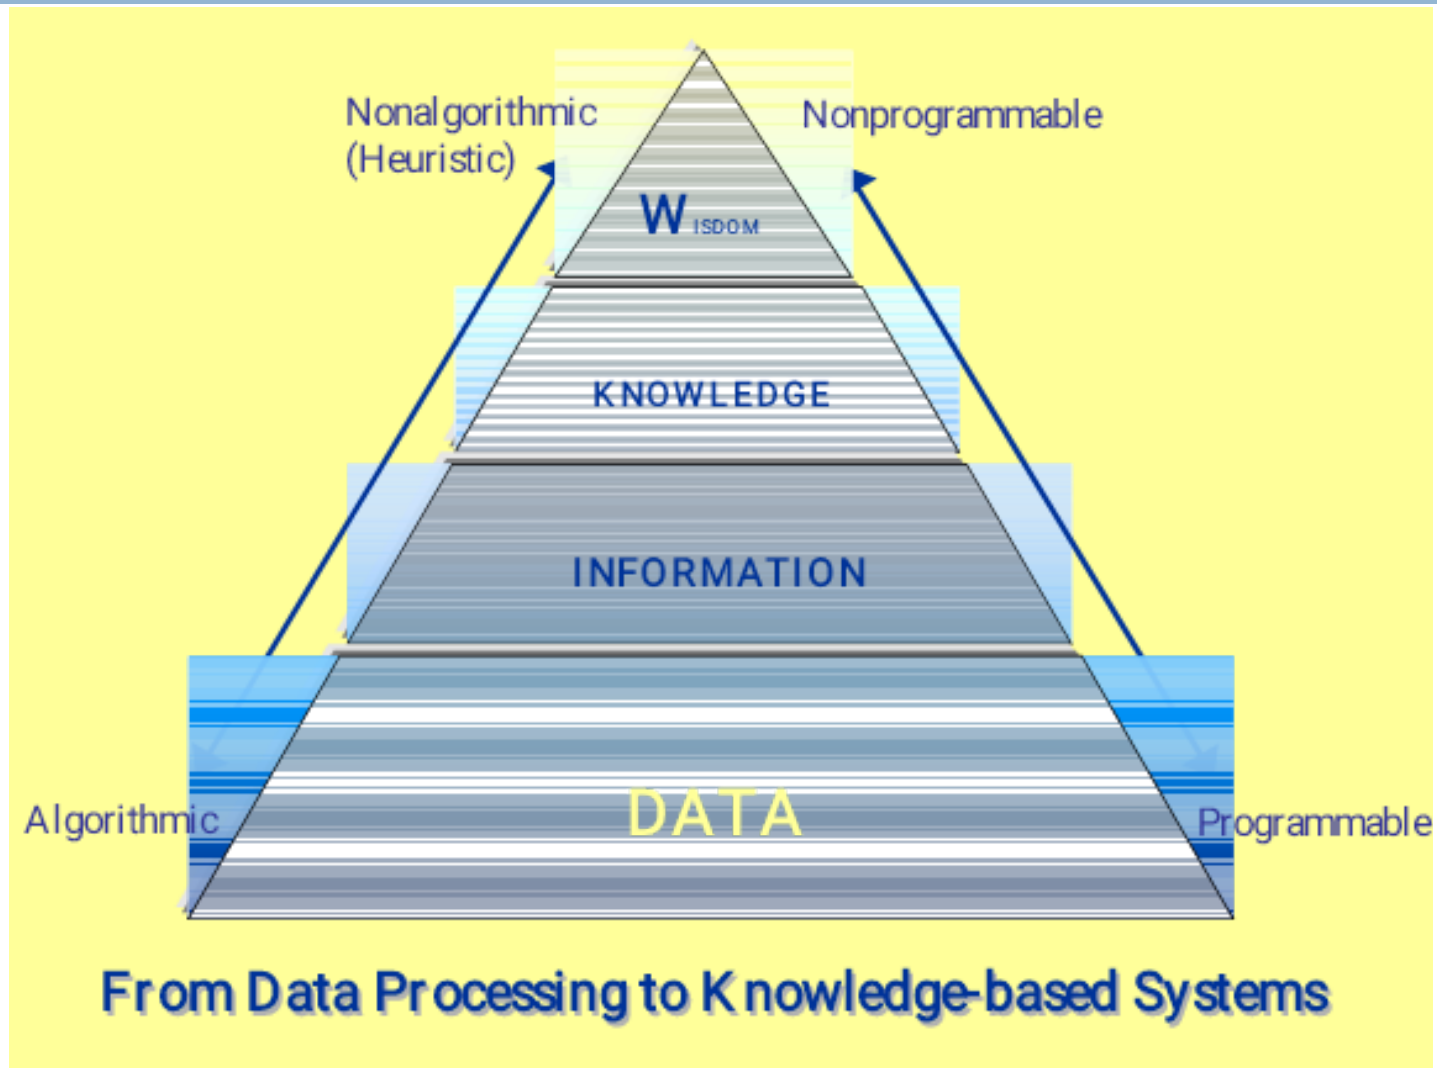 Nonalgorithmic
(Heuristic)
Nonprogrammable
WISDOM
KNOWLEDGE
INFORMATION
DATA
Algorithmic
Programmable
From Data Processing to Knowledge-based Systems